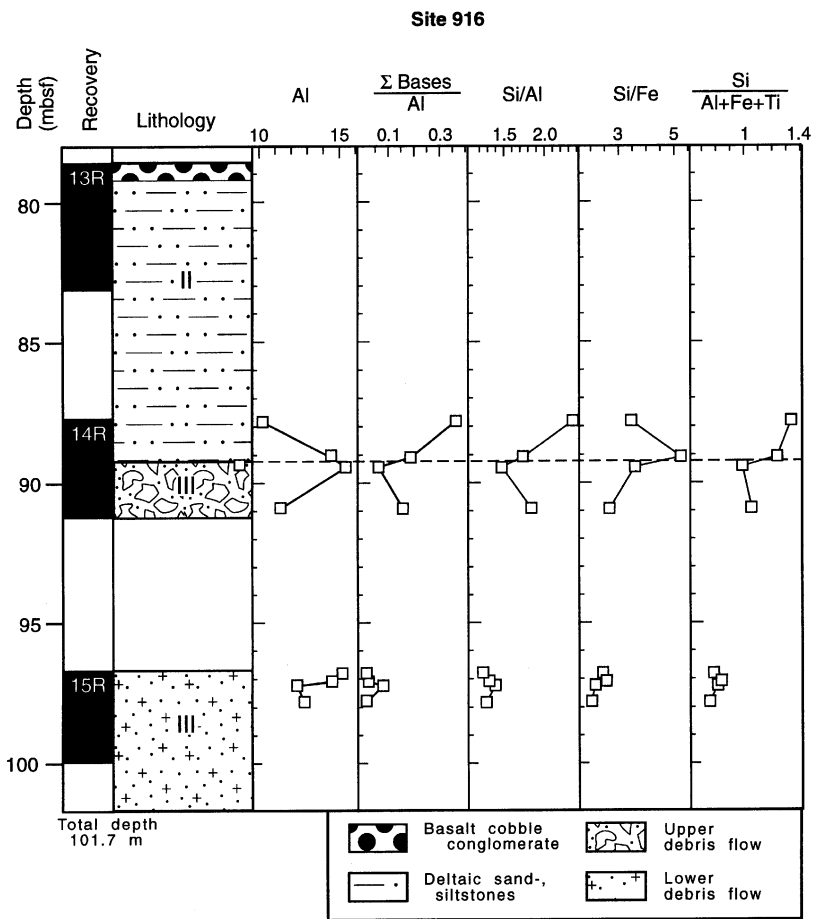 Site 916
Depth
(mbsf)
Recovery
Lithology
Al
Σ Bases
Al
Si/Al
Si/Fe
Si
Al+Fe+Ti
10 15 0.1 0.3 1.5 2.0 3 5 1 1.4
13R
80
II
85
14R
90
III
95
15R
III
100
Total depth
101.7 m
Basalt cobble
conglomerate
Upper
debris flow
Deltaic sand-,
siltstones
Lower
debris flow